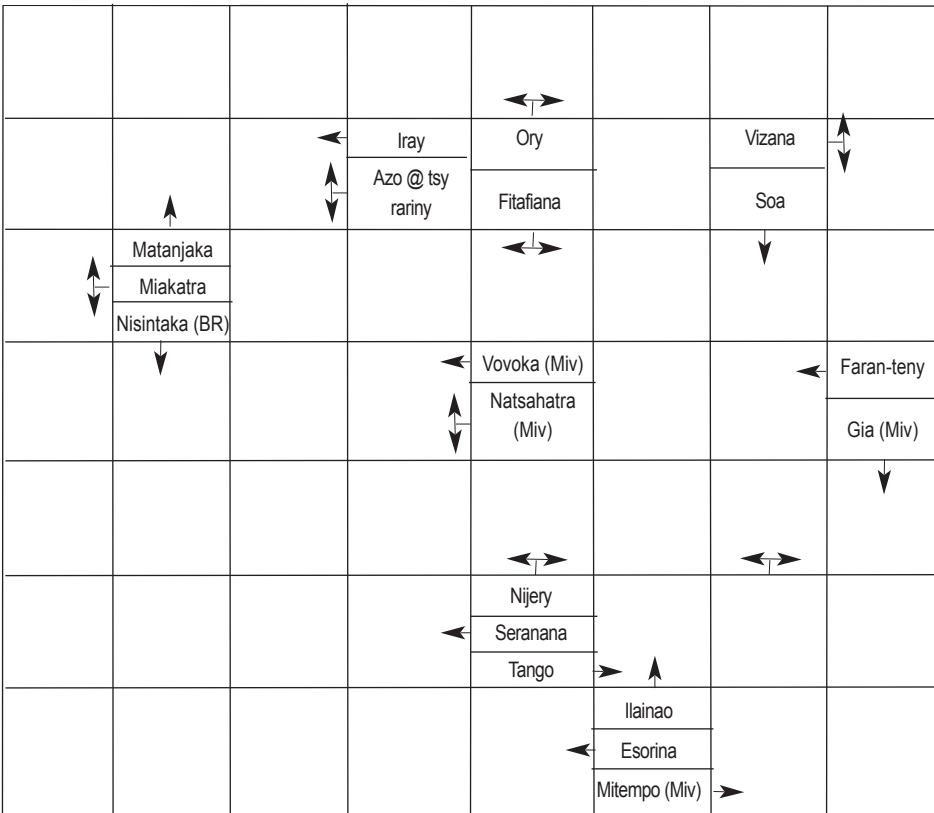 Iray
Azo @ tsy
rariny
Ory
Fitafiana
Vizana
Soa
Matanjaka
Miakatra
Nisintaka (BR)
Vovoka (Miv)
Natsahatra
(Miv)
Faran-teny
Gia (Miv)
Nijery
Seranana
Tango
Ilainao
Esorina
Mitempo (Miv)